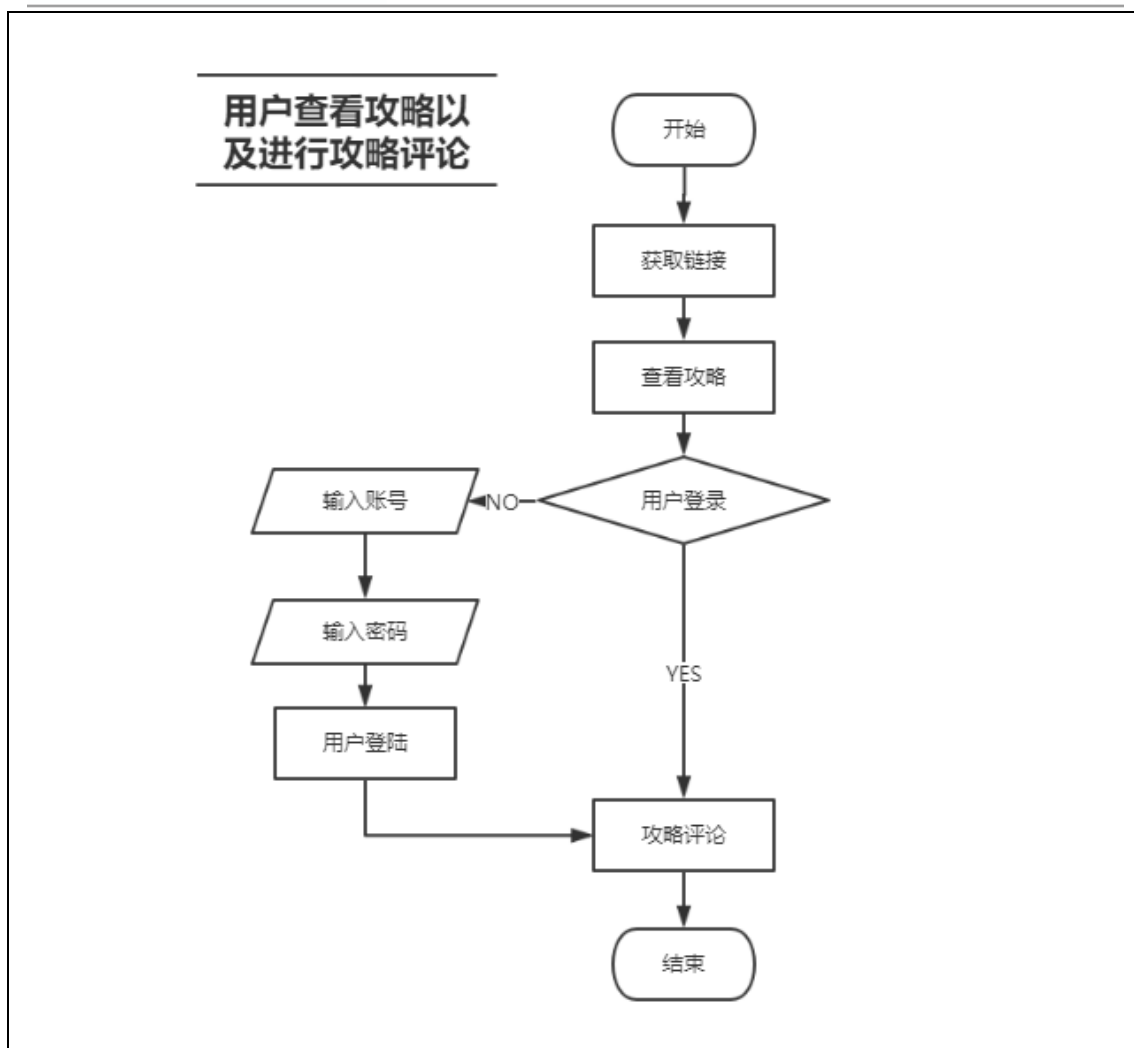 用户查看攻略以
及进行攻略评论
开始
获取链接
查看攻略
用户登录
NO
输入账号
输入密码
YES
用户登陆
攻略评论
结束